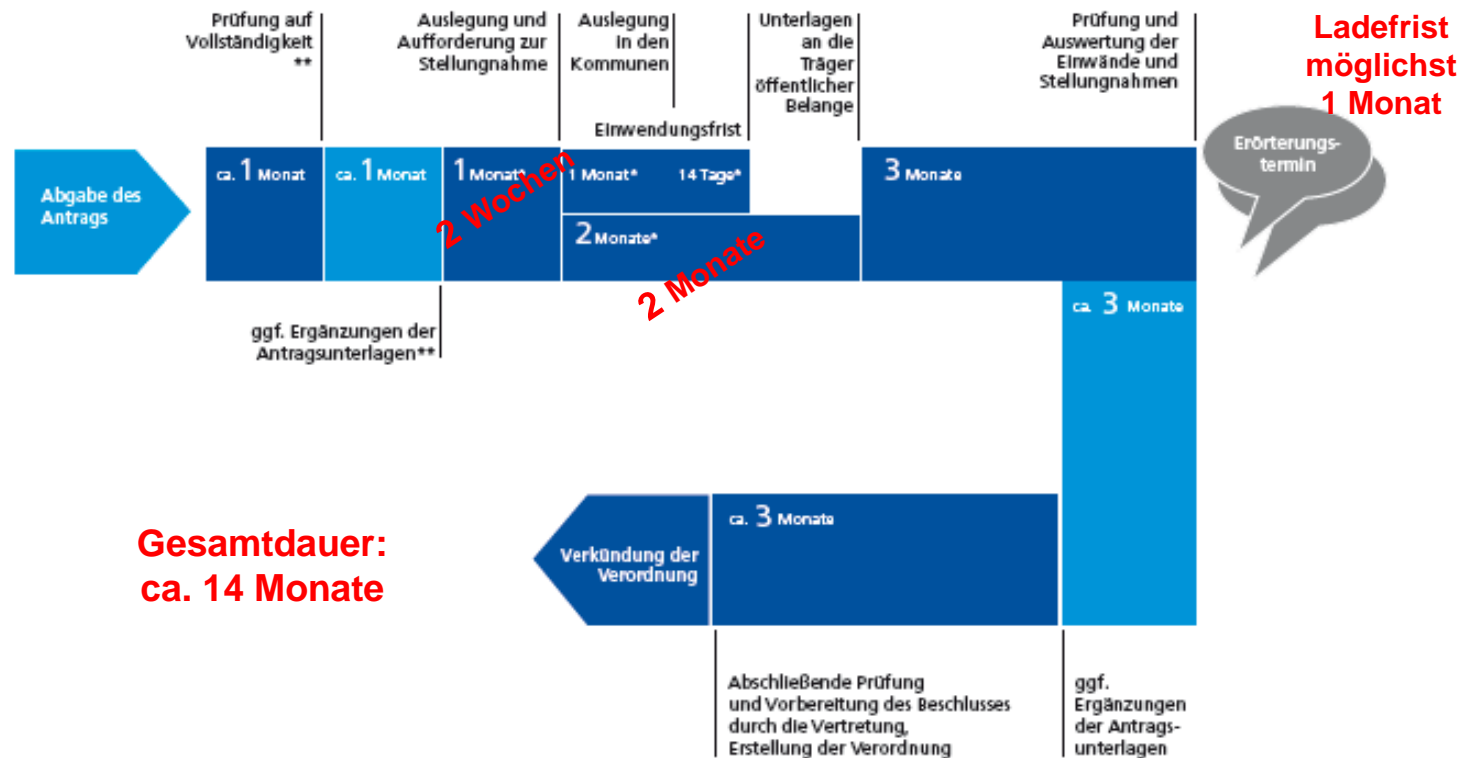 Prüfung auf
Vollständigkeit
**
Auslegung und
Aufforderung zur
Stellungnahme
Auslegung
in den
Kommunen
Einwendungsfrist
Unterlagen
an die
Träger
öffentlicher
Belange
Prüfung und
Auswertung der
Einwände und
Stellungnahmen
Ladefrist
möglichst
1 Monat
Erörterungs-
termin
Abgabe des
Antrags
ca. 1 Monat
ca. 1 Monat
1 Monat*
2 Wochen
1 Monat*
14 Tage*
2 Monate*
2 Monate
3 Monate
ggf. Ergänzungen der
Antragsunterlagen**
ca. 3 Monate
Gesamtdauer:
ca. 14 Monate
Verkündung der
Verordnung
ca. 3 Monate
Abschließende Prüfung
und Vorbereitung des Beschlusses
durch die Vertretung,
Erstellung der Verordnung
ggf.
Ergänzungen
der Antrags-
unterlagen